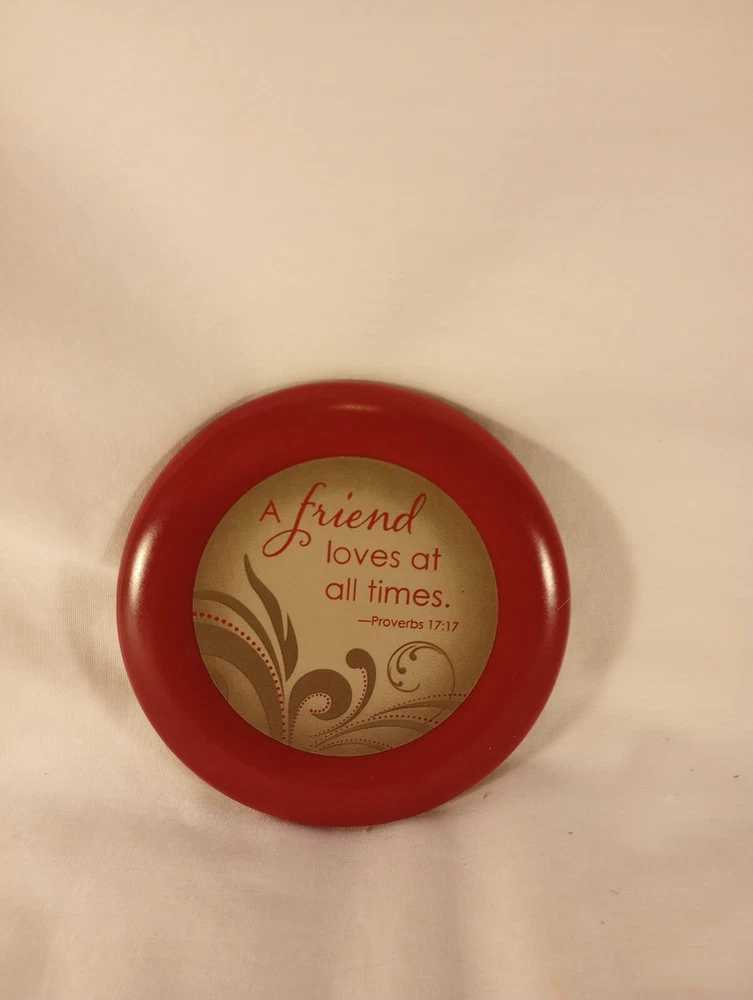 A friend
loves at
all times.
—Proverbs 17:17